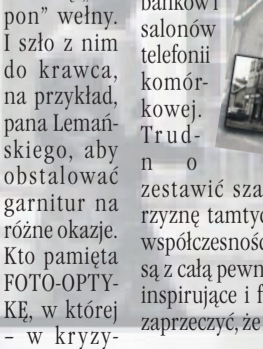 pon" wełny.
I szło z nim
do krawca,
na przykład,
pana Lemań-
skiego, aby
obstalować
garnitur na
różne okazje.
Kto pamięta
FOTO-OPTY-
KĘ, w której
– w kryzy-
banków i
salonów
telefonii
komór-
kowej.
Trud-
n o
zestawić sza
rzyznę tamtyc
współczesność
są z całą pewn
inspirujące i f
zaprzeczyć, że